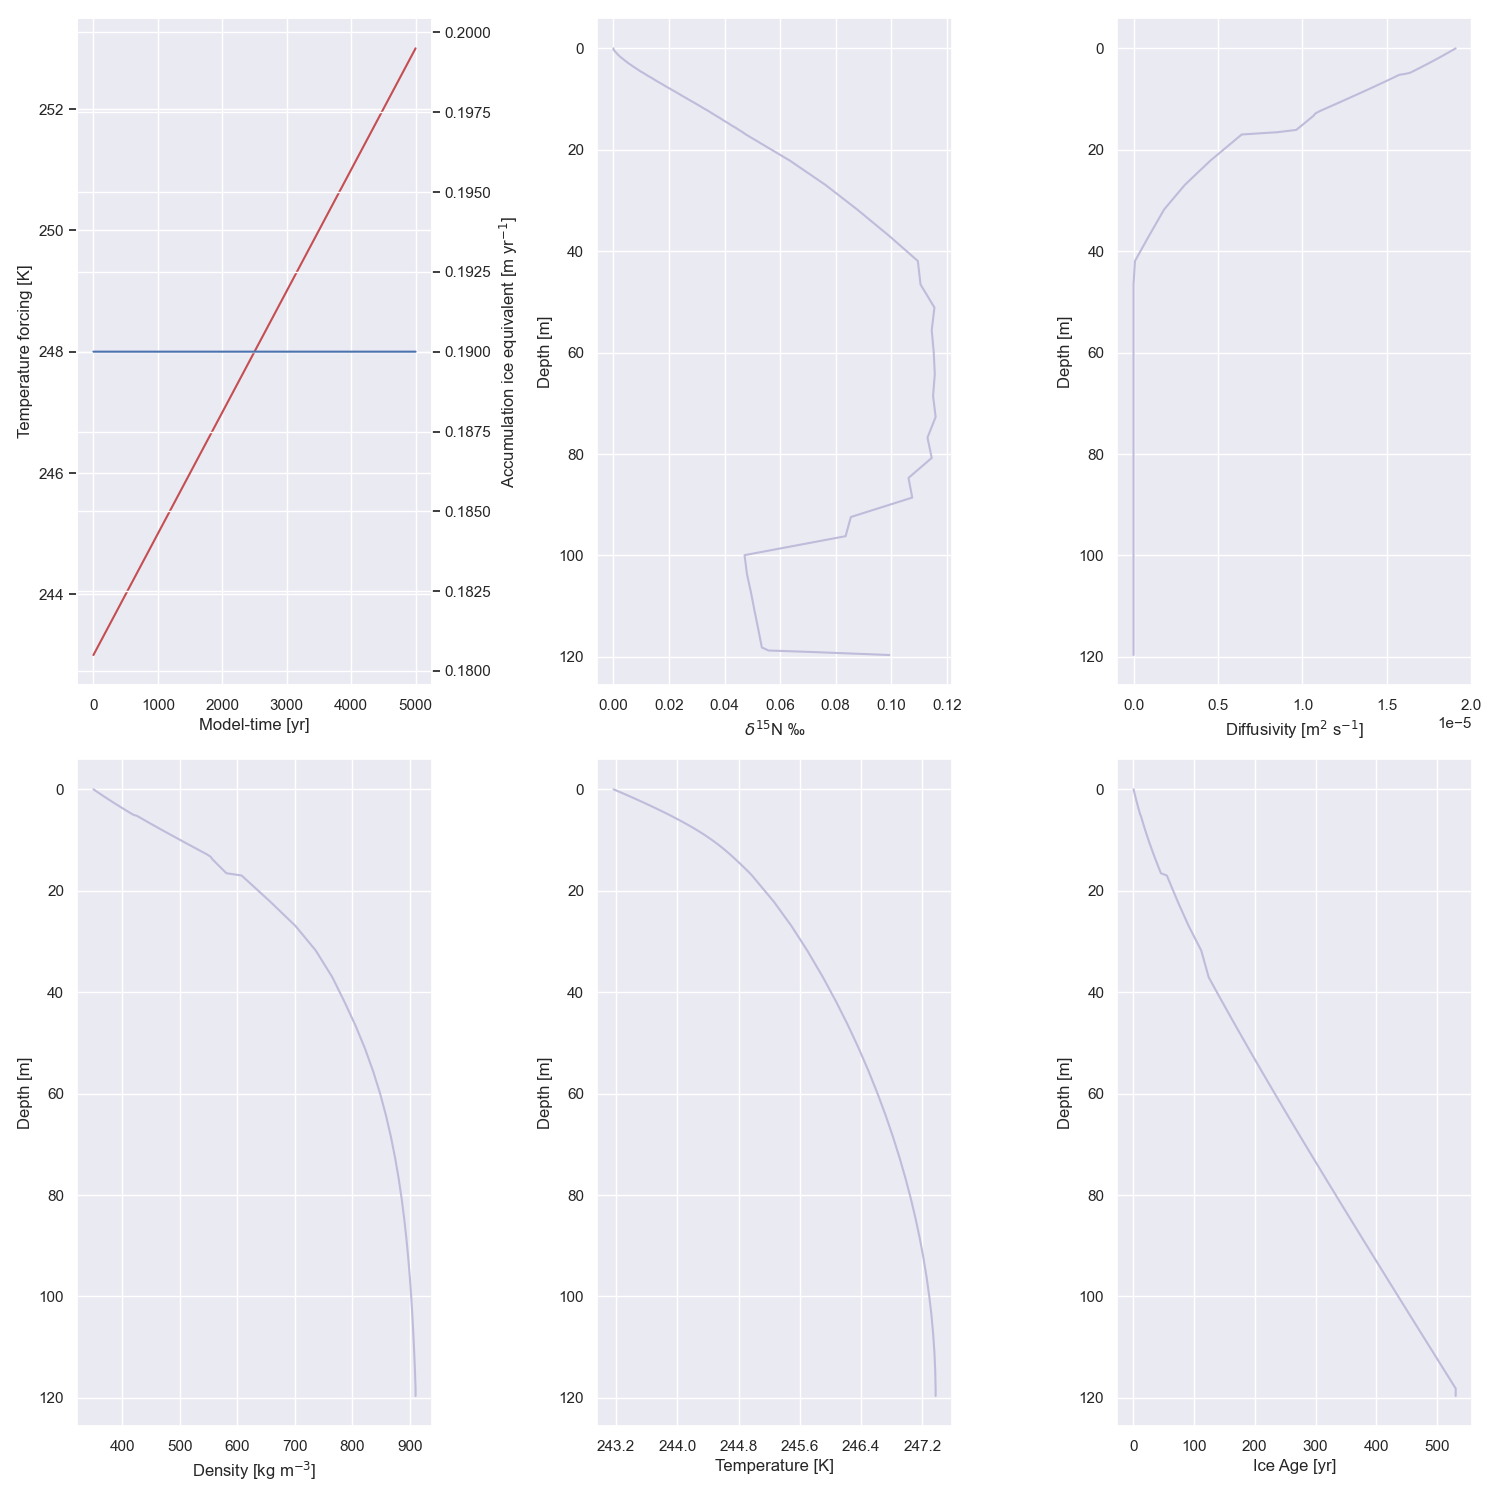 252
250
248
246
244
Temperature forcing [K]
0.2000
0.1975
0.1950
0.1925
0.1900
0.1875
0.1850
0.1825
0.1800
Accumulation ice equivalent [m yr⁻¹]
0 1000 2000 3000 4000 5000
Model-time [yr]
0
20
40
60
80
100
120
Depth [m]
0.00 0.02 0.04 0.06 0.08 0.10 0.12
δ¹⁵N ‰
0
20
40
60
80
100
120
Depth [m]
0.0 0.5 1.0 1.5 2.0
1e−5
Diffusivity [m² s⁻¹]
0
20
40
60
80
100
120
Depth [m]
400 500 600 700 800 900
Density [kg m⁻³]
0
20
40
60
80
100
120
Depth [m]
243.2 244.0 244.8 245.6 246.4 247.2
Temperature [K]
0
20
40
60
80
100
120
Depth [m]
0 100 200 300 400 500
Ice Age [yr]